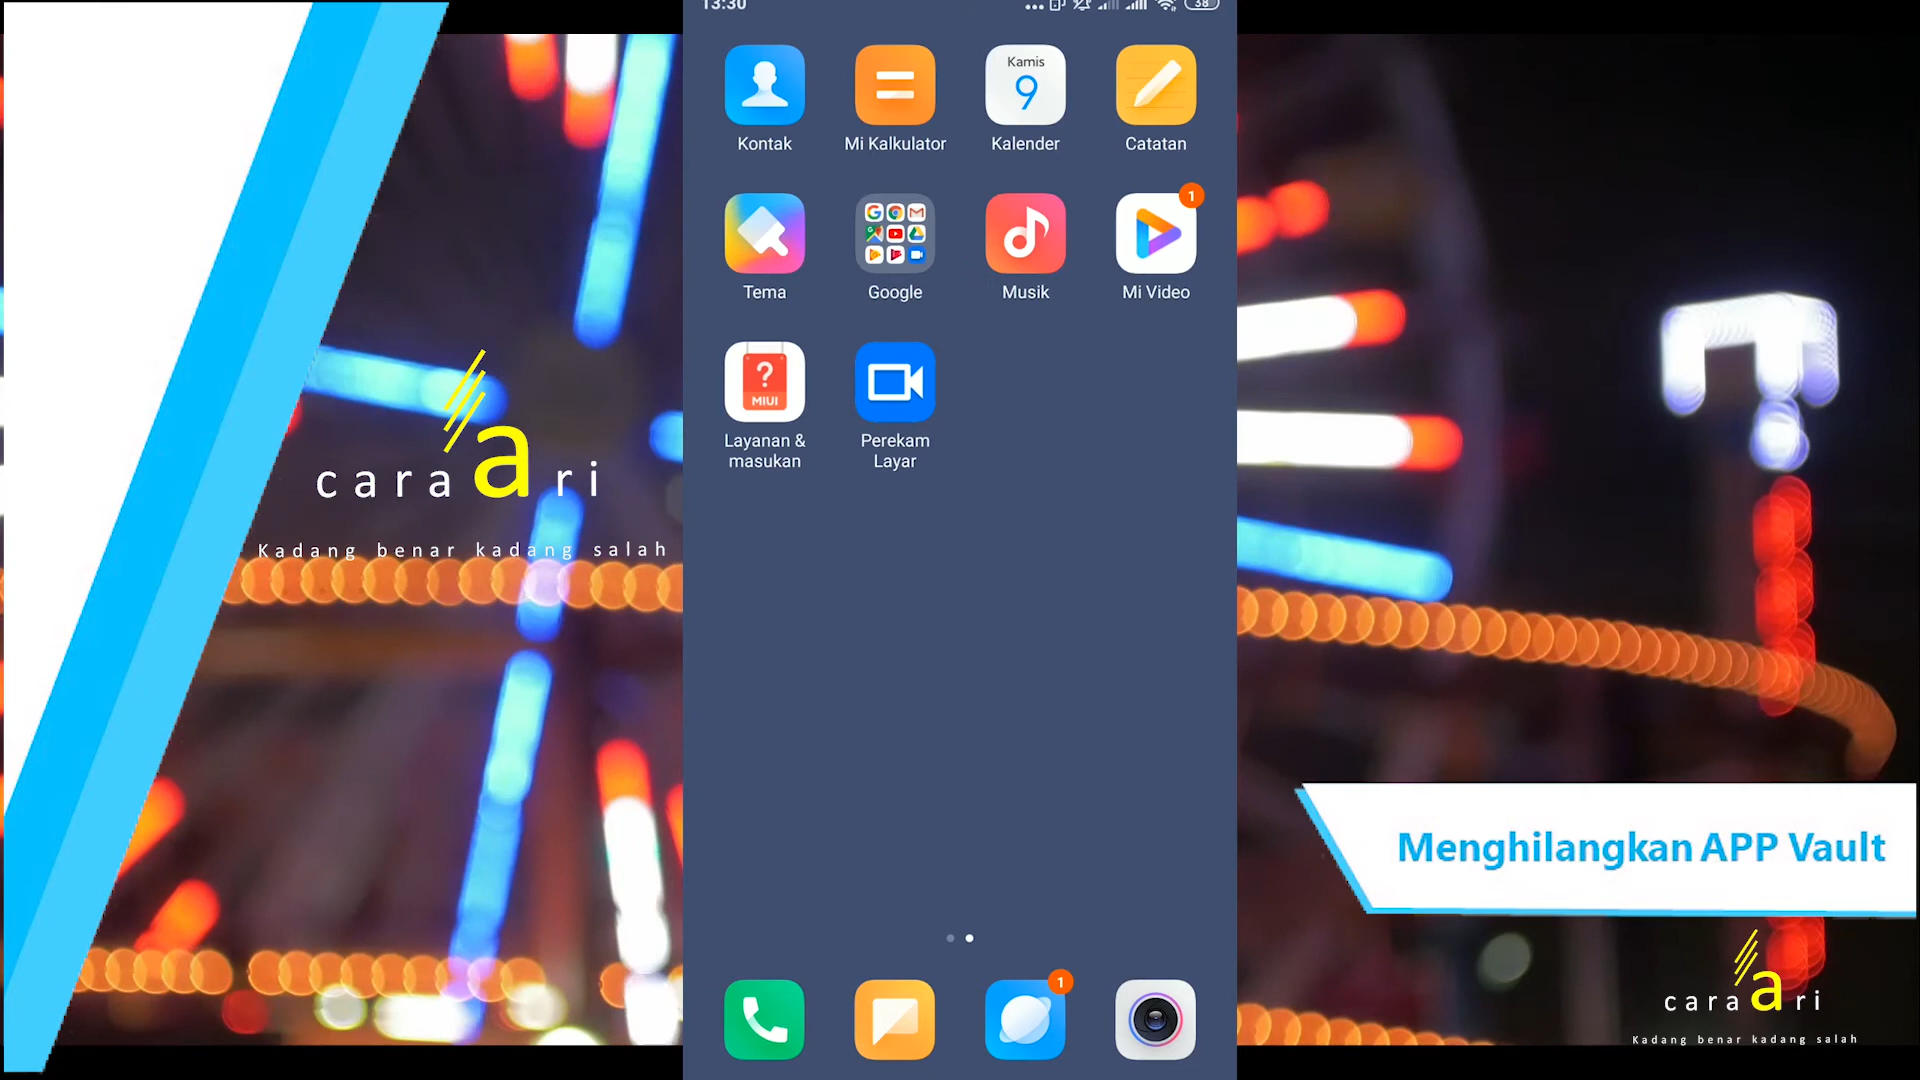 13:30
38
Kamis
9
Kontak
Mi Kalkulator
Kalender
Catatan
1
Tema
Google
Musik
Mi Video
?
MIUI
Layanan &
masukan
Perekam
Layar
cara a ri
Kadang benar kadang salah
Menghilangkan APP Vault
1
cara a ri
Kadang benar kadang salah